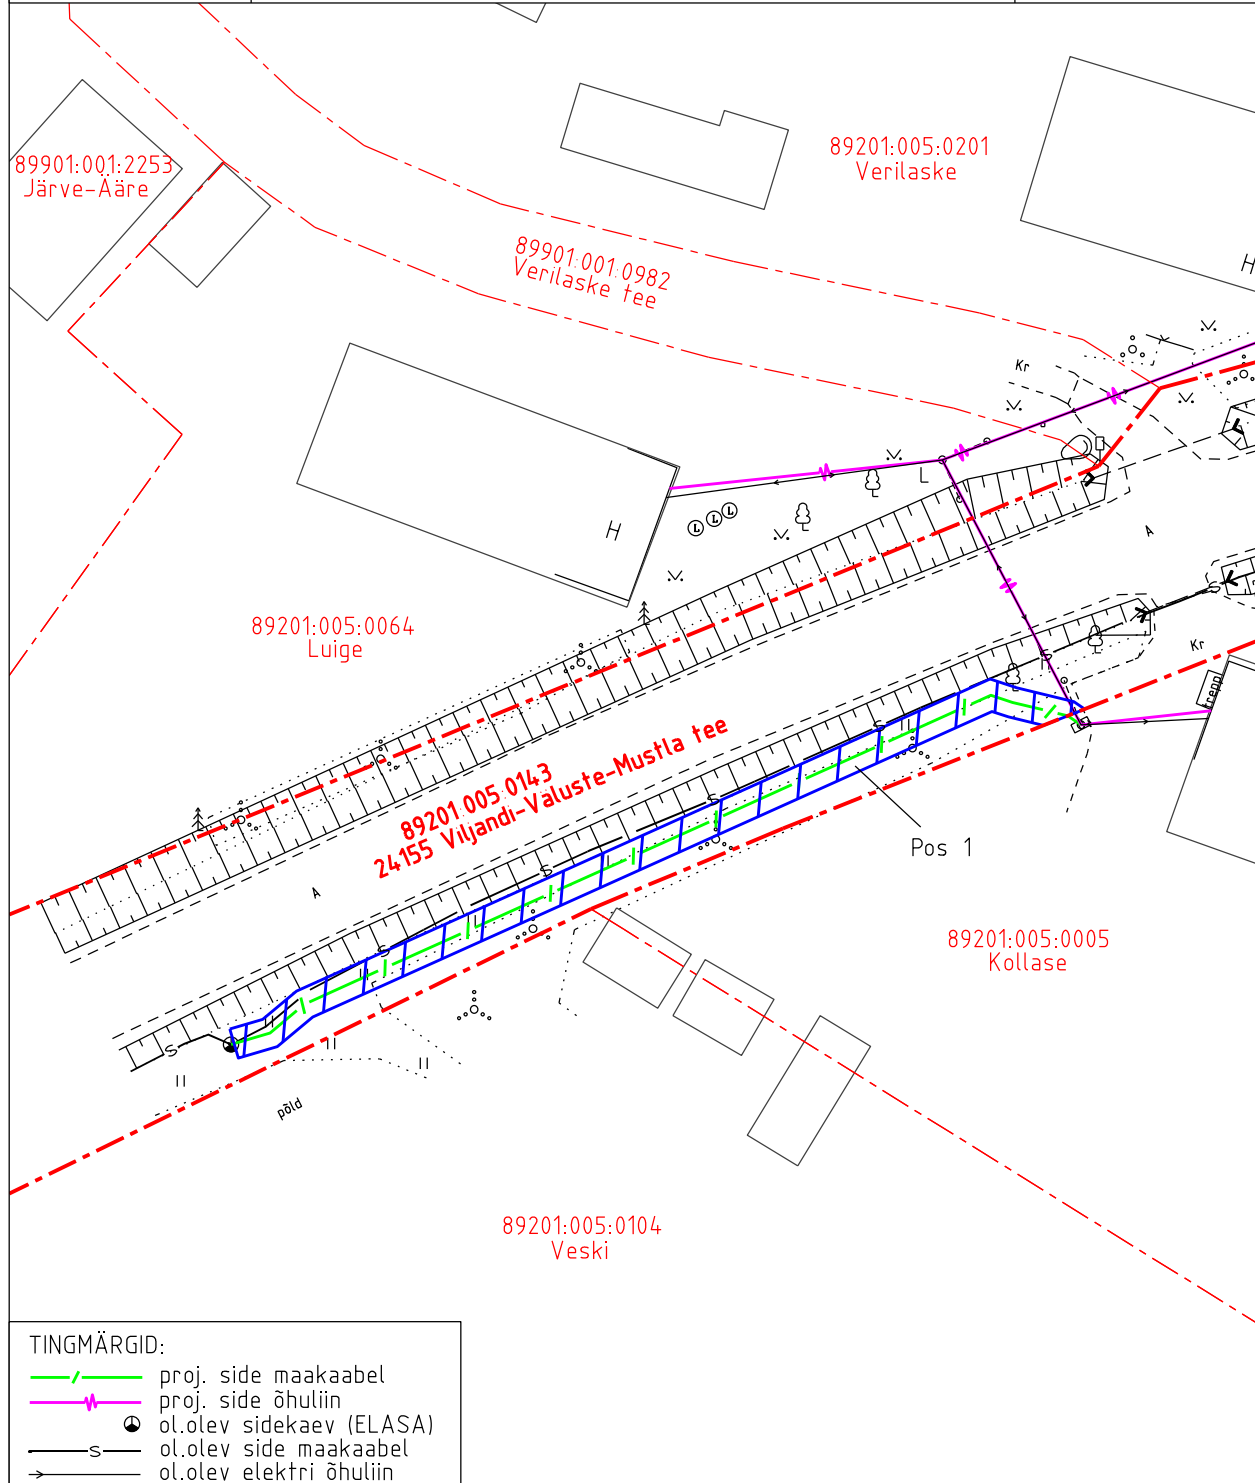 89201:005:0201
Verilaske
89901:001:2253
Järve-Ääre
89901:001:0982
Verilaske tee
H
Kr
L
L
L
L
H
A
89201:005:0064
Luige
Kr
trepp
89201:005:0143
24155 Viljandi-Väluste-Mustla tee
Pos 1
A
89201:005:0005
Kollase
põld
89201:005:0104
Veski
TINGMÄRGID:
proj. side maakaabel
proj. side õhuliin
ol.olev sidekaev (ELASA)
S ol.olev side maakaabel
ol.olev elektri õhuliin